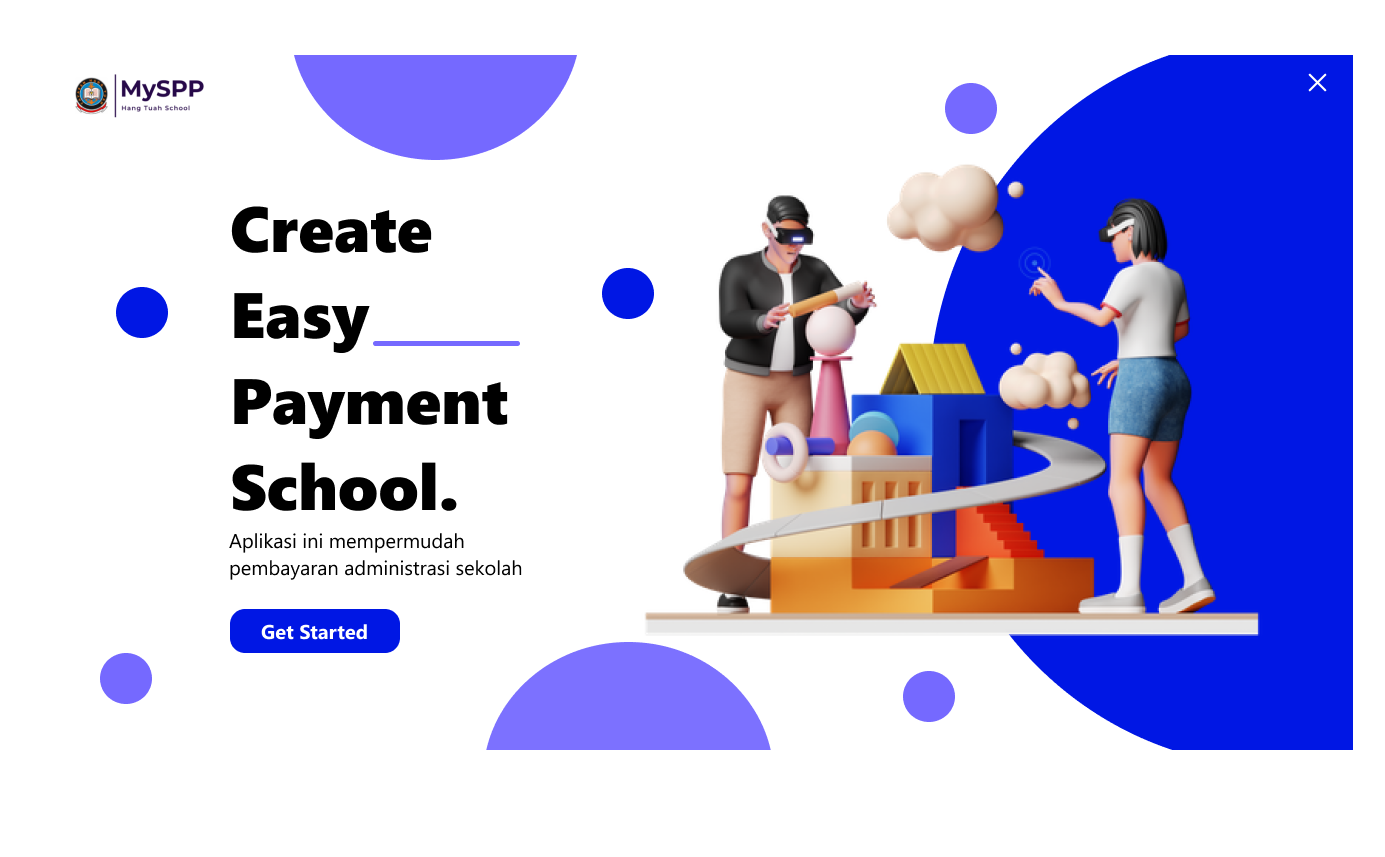 MySPP
Hang Tuah School
Create
Easy
Payment
School.
Aplikasi ini mempermudah
pembayaran administrasi sekolah
Get Started